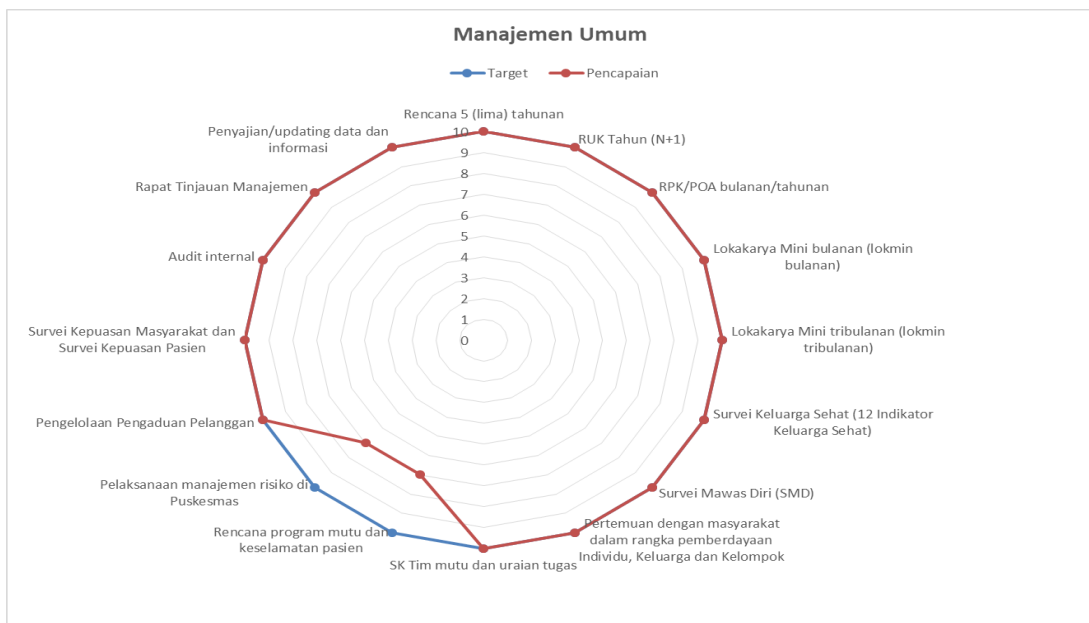 Manajemen Umum
Target
Pencapaian
Rencana 5 (lima) tahunan
RUK Tahun (N+1)
RPK/POA bulanan/tahunan
Lokakarya Mini bulanan (lokmin
bulanan)
Lokakarya Mini tribulanan (lokmin
tribulanan)
Survei Keluarga Sehat (12 Indikator
Keluarga Sehat)
Survei Mawas Diri (SMD)
Pertemuan dengan masyarakat
dalam rangka pemberdayaan
Individu, Keluarga dan Kelompok
SK Tim mutu dan uraian tugas
Rencana program mutu dan
keselamatan pasien
Pelaksanaan manajemen risiko di
Puskesmas
Pengelolaan Pengaduan Pelanggan
Survei Kepuasan Masyarakat dan
Survei Kepuasan Pasien
Audit internal
Rapat Tinjauan Manajemen
Penyajian/updating data dan
informasi
10
9
8
7
6
5
4
3
2
1
0